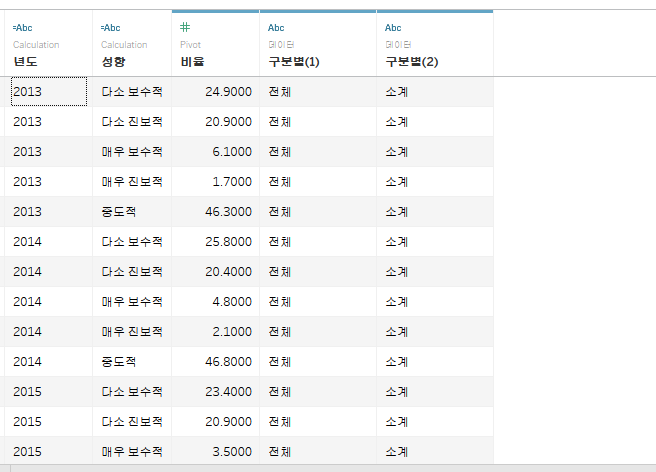 =Abc =Abc # Abc Abc
Calculation Calculation Pivot 데이터 데이터
년도 성향 비율 구분별(1) 구분별(2)
2013 다소 보수적 24.9000 전체 소계
2013 다소 진보적 20.9000 전체 소계
2013 매우 보수적 6.1000 전체 소계
2013 매우 진보적 1.7000 전체 소계
2013 중도적 46.3000 전체 소계
2014 다소 보수적 25.8000 전체 소계
2014 다소 진보적 20.4000 전체 소계
2014 매우 보수적 4.8000 전체 소계
2014 매우 진보적 2.1000 전체 소계
2014 중도적 46.8000 전체 소계
2015 다소 보수적 23.4000 전체 소계
2015 다소 진보적 20.9000 전체 소계
2015 매우 보수적 3.5000 전체 소계